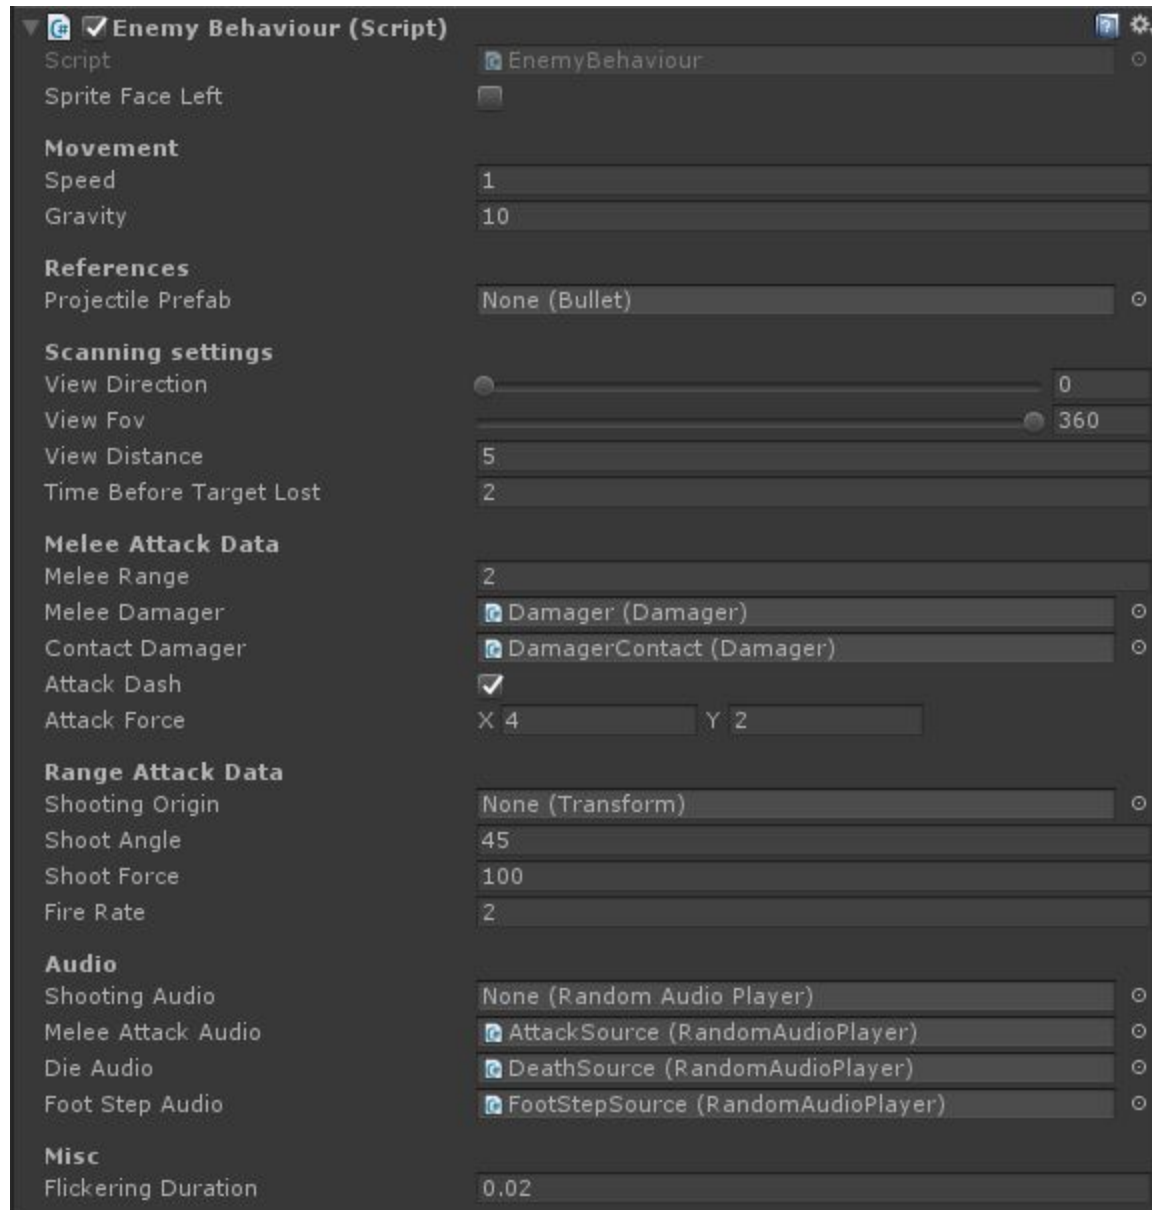 Enemy Behaviour (Script)
Script EnemyBehaviour
Sprite Face Left
Movement
Speed 1
Gravity 10
References
Projectile Prefab None (Bullet)
Scanning settings
View Direction 0
View Fov 360
View Distance 5
Time Before Target Lost 2
Melee Attack Data
Melee Range 2
Melee Damager Damager (Damager)
Contact Damager DamagerContact (Damager)
Attack Dash
Attack Force X 4 Y 2
Range Attack Data
Shooting Origin None (Transform)
Shoot Angle 45
Shoot Force 100
Fire Rate 2
Audio
Shooting Audio None (Random Audio Player)
Melee Attack Audio AttackSource (RandomAudioPlayer)
Die Audio DeathSource (RandomAudioPlayer)
Foot Step Audio FootStepSource (RandomAudioPlayer)
Misc
Flickering Duration 0.02